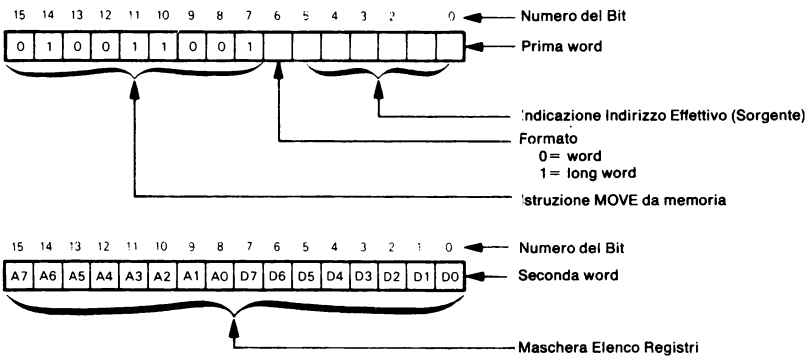 15 14 13 12 11 10 9 8 7 6 5 4 3 2 0 Numero del Bit
0 1 0 0 1 1 0 0 1 Prima word
Indicazione Indirizzo Effettivo (Sorgente)
Formato
0 = word
1 = long word
Istruzione MOVE da memoria
15 14 13 12 11 10 9 8 7 6 5 4 3 2 1 0 Numero del Bit
A7 A6 A5 A4 A3 A2 A1 A0 D7 D6 D5 D4 D3 D2 D1 D0 Seconda word
Maschera Elenco Registri